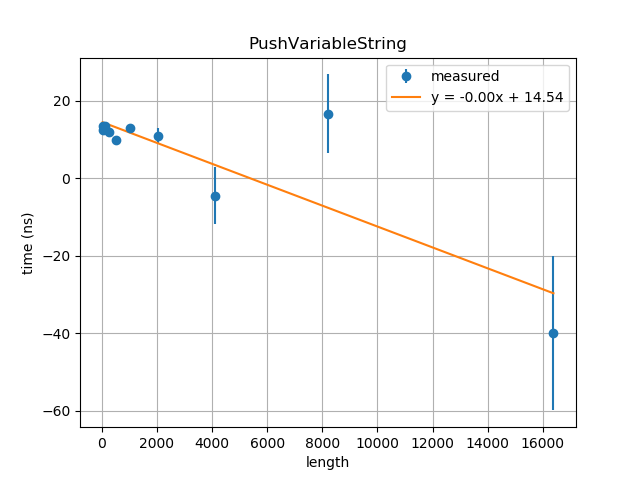 PushVariableString
measured
y = -0.00x + 14.54
time (ns)
20
0
−20
−40
−60
0 2000 4000 6000 8000 10000 12000 14000 16000
length